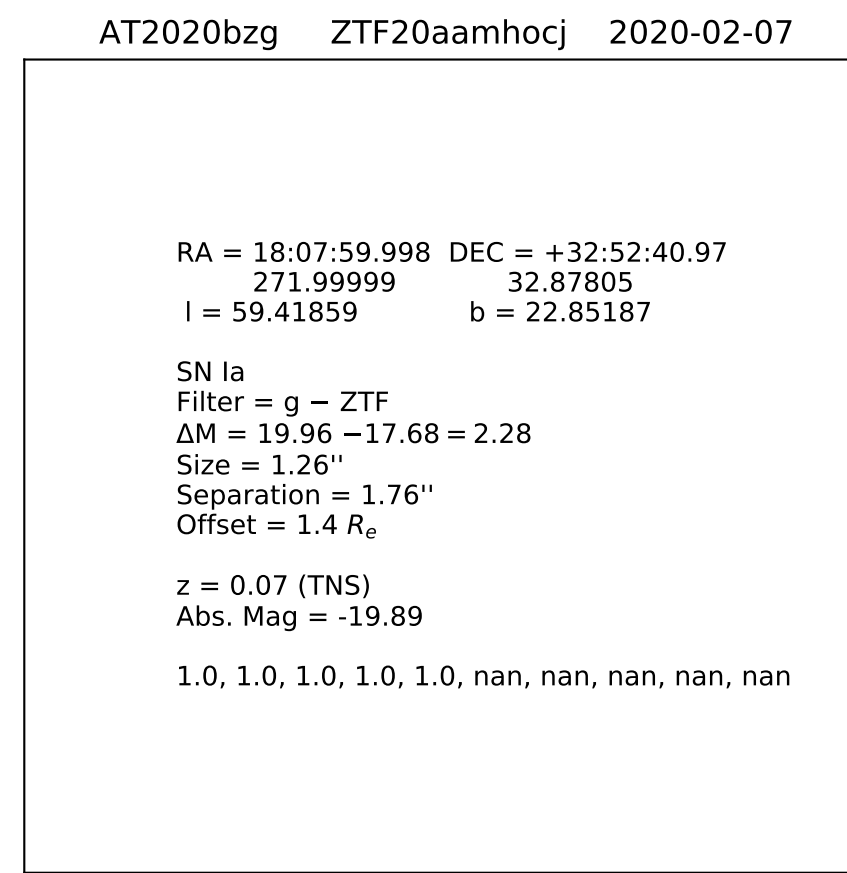 AT2020bzg ZTF20aamhocj 2020-02-07
RA = 18:07:59.998 DEC = +32:52:40.97
271.99999 32.87805
l = 59.41859 b = 22.85187
SN Ia
Filter = g − ZTF
ΔM = 19.96 −17.68 = 2.28
Size = 1.26''
Separation = 1.76''
Offset = 1.4 Rₑ
z = 0.07 (TNS)
Abs. Mag = -19.89
1.0, 1.0, 1.0, 1.0, 1.0, nan, nan, nan, nan, nan